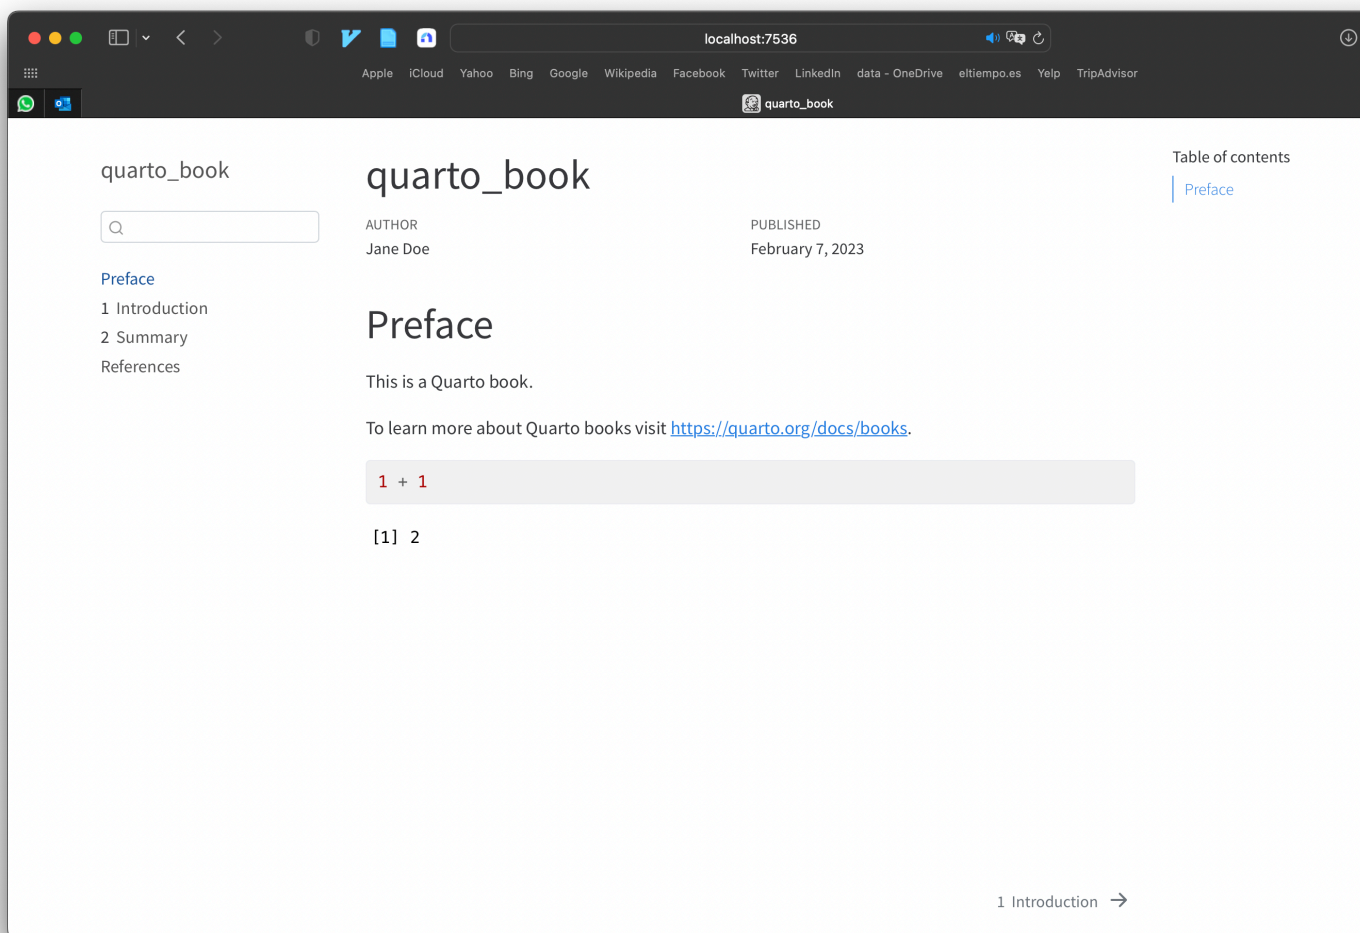 localhost:7536
Apple iCloud Yahoo Bing Google Wikipedia Facebook Twitter LinkedIn data - OneDrive eltiempo.es Yelp TripAdvisor
quarto_book
quarto_book
Preface
1 Introduction
2 Summary
References
quarto_book
AUTHOR
Jane Doe
PUBLISHED
February 7, 2023
Preface
This is a Quarto book.
To learn more about Quarto books visit https://quarto.org/docs/books.
1 + 1
[1] 2
1 Introduction
Table of contents
Preface